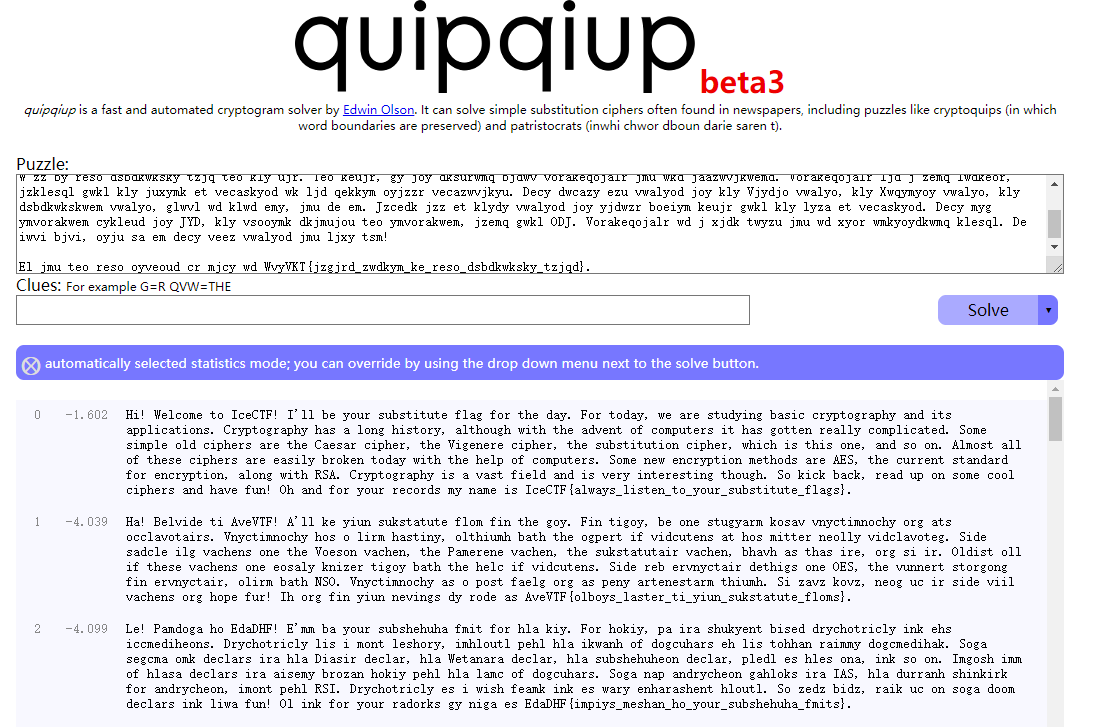 quipqiup beta3
quipqiup is a fast and automated cryptogram solver by Edwin Olson. It can solve simple substitution ciphers often found in newspapers, including puzzles like cryptoquips (in which
word boundaries are preserved) and patristocrats (inwhi chwor dboun darie saren t).
Puzzle:
W zz by reso dsbdkwksky tzjq teo kly ujr. Teo keujr, gy joy dksurwmq bjdwv vorakeqojalr jmu wkd jaazwvjkwemd. Vorakeqojalr ljd j zemq lwdkeor,
jzklesql gwkl kly juxymk et vecaskyod wk ljd qekkym oyjzzr vecazwvjkyu. Decy dwcazy ezu vwalyod joy kly Vjydjo vwalyo, kly Xwqymyoy vwalyo, kly
dsbdkwkskwem vwalyo, glwvl wd klwd emy, jmu de em. Jzcedk jzz et klydy vwalyod joy yjdwzr boeiym keujr gwkl kly lyza et vecaskyod. Decy myg
ymvorakwem cykleud joy JYD, kly vsooymk dkjmujou teo ymvorakwem, jzemq gwkl ODJ. Vorakeqojalr wd j xjdk twyzu jmu wd xyor wmkyoydkwmq klesql. De
iwvi bjvi, oyju sa em decy veez vwalyod jmu ljxy tsm!
El jmu teo reso oyveoud cr mjcy wd WvyVKT{jzgjrd_zwdkym_ke_reso_dsbdkwksky_tzjqd}.
Clues: For example G=R QVW=THE
Solve
automatically selected statistics mode; you can override by using the drop down menu next to the solve button.
0 -1.602 Hi! Welcome to IceCTF! I'll be your substitute flag for the day. For today, we are studying basic cryptography and its
applications. Cryptography has a long history, although with the advent of computers it has gotten really complicated. Some
simple old ciphers are the Caesar cipher, the Vigenere cipher, the substitution cipher, which is this one, and so on. Almost all
of these ciphers are easily broken today with the help of computers. Some new encryption methods are AES, the current standard
for encryption, along with RSA. Cryptography is a vast field and is very interesting though. So kick back, read up on some cool
ciphers and have fun! Oh and for your records my name is IceCTF{always_listen_to_your_substitute_flags}.
1 -4.039 Ha! Belvide ti AveVTF! A'll ke yiun sukstatute flom fin the goy. Fin tigoy, be one stugyarm kosav vnyctimnochy org ats
occlavotairs. Vnyctimnochy hos o lirm hastiny, olthiumh bath the ogpert if vidcutens at hos mitter neolly vidclavoteg. Side
sadcle ilg vachens one the Voeson vachen, the Pamerene vachen, the sukstatutair vachen, bhavh as thas ire, org si ir. Oldist oll
if these vachens one eosaly knizer tigoy bath the helc if vidcutens. Side reb ervnyctair dethigs one OES, the vunnert storgong
fin ervnyctair, olirm bath NSO. Vnyctimnochy as o post faelg org as peny artenestarm thiumh. Si zavz kovz, neog uc ir side viil
vachens org hope fur! Ih org fin yiun nevings dy rode as AveVTF{olboys_laster_ti_yiun_sukstatute_floms}.
2 -4.099 Le! Pamdoga ho EdaDHF! E'mm ba your subshehuha fmit for hla kiy. For hokiy, pa ira shukyent bised drychotricly ink ehs
iccmediheons. Drychotricly lis i mont leshory, imhloutl pehl hla ikwanh of dogcuhars eh lis tohhan raimmy dogcmedihak. Soga
segcma omk declars ira hla Diasir declar, hla Wetanara declar, hla subshehuheon declar, pledl es hles ona, ink so on. Imgosh imm
of hlasa declars ira aisemy brozan hokiy pehl hla lamc of dogcuhars. Soga nap andrycheon gahloks ira IAS, hla durranh shinkirk
for andrycheon, imont pehl RSI. Drychotricly es i wish feamk ink es wary enharashent hloutl. So zedz bidz, raik uc on soga doom
declars ink liwa fun! Ol ink for your radorks gy niga es EdaDHF{impiys_meshan_ho_your_subshehuha_fmits}.